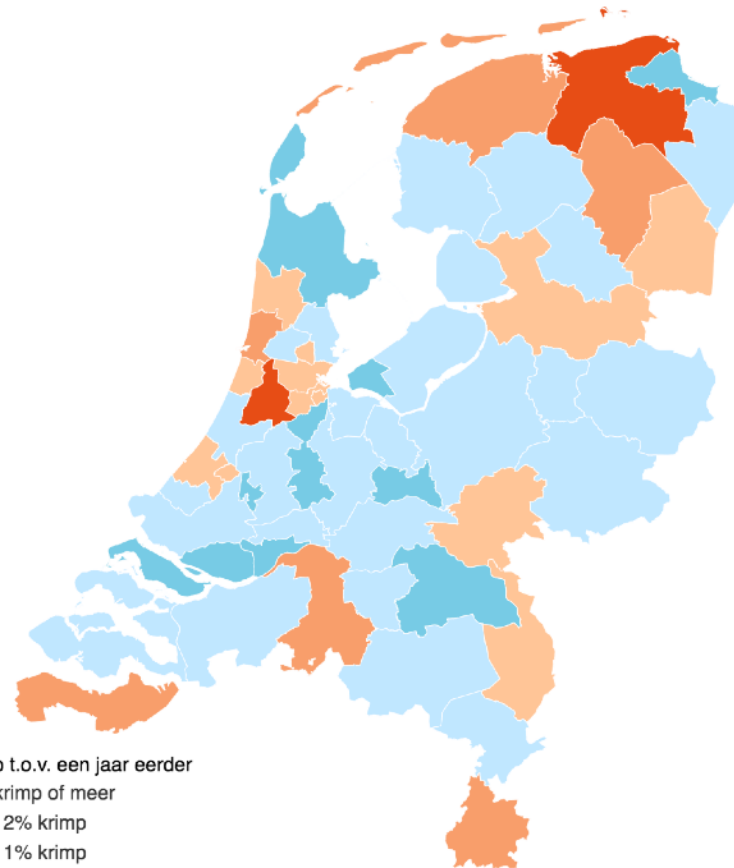 t.o.v. een jaar eerder
krimp of meer
2% krimp
1% krimp